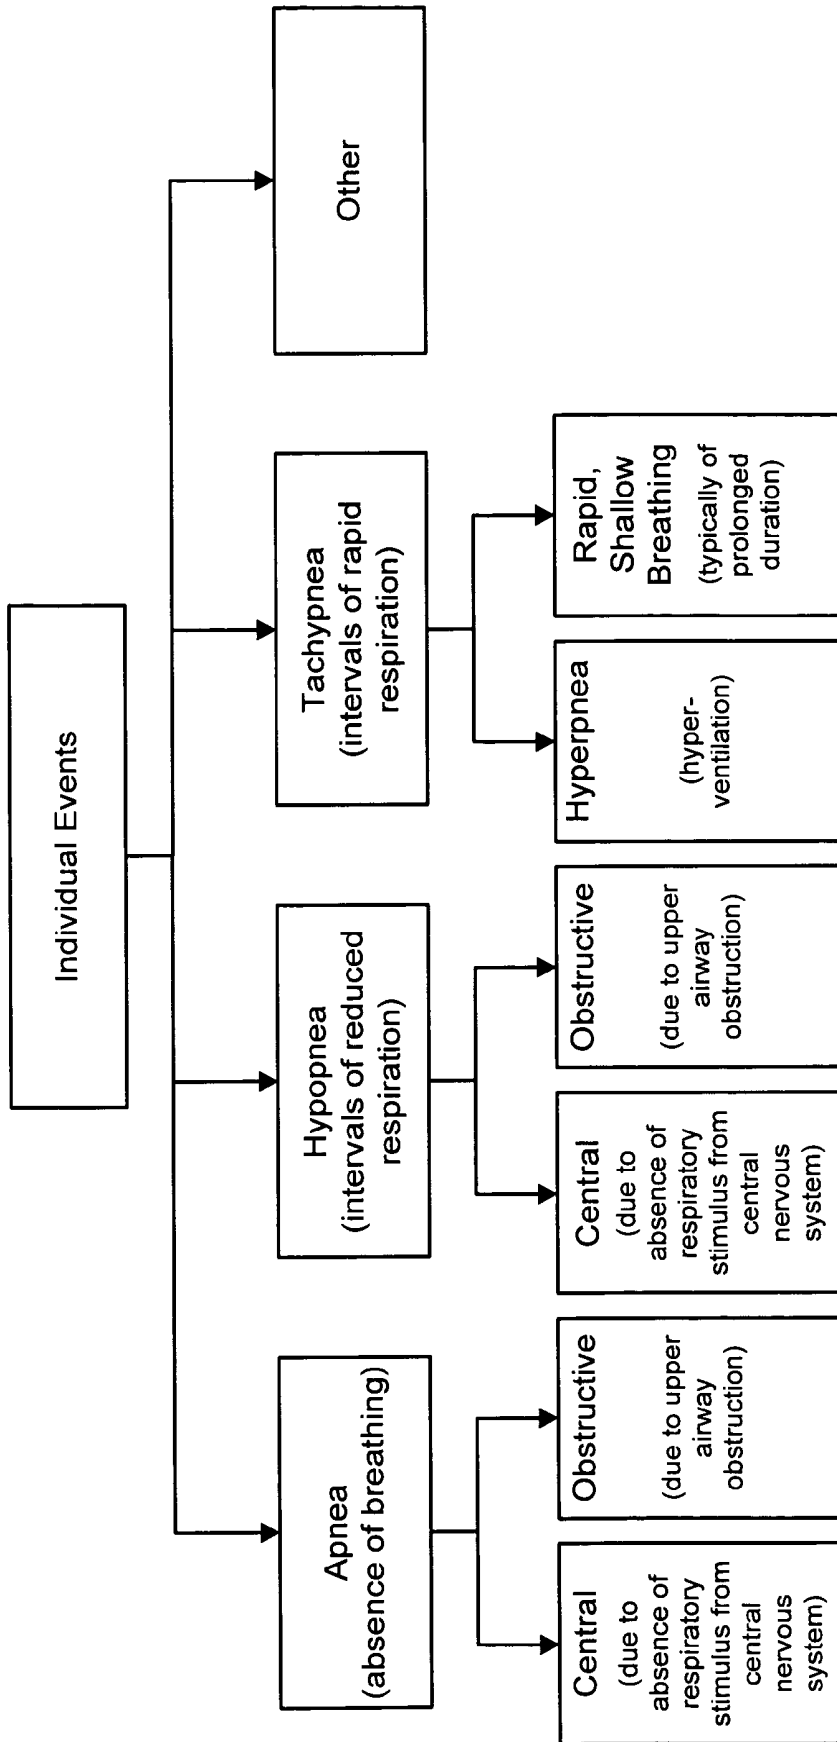 Individual Events
Apnea
(absence of breathing)
Hypopnea
(intervals of reduced
respiration)
Tachypnea
(intervals of rapid
respiration)
Other
Central
(due to
absence of
respiratory
stimulus from
central
nervous
system)
Obstructive
(due to upper
airway
obstruction)
Central
(due to
absence of
respiratory
stimulus from
central
nervous
system)
Obstructive
(due to upper
airway
obstruction)
Hyperpnea
(hyper-
ventilation)
Rapid,
Shallow
Breathing
(typically of
prolonged
duration)